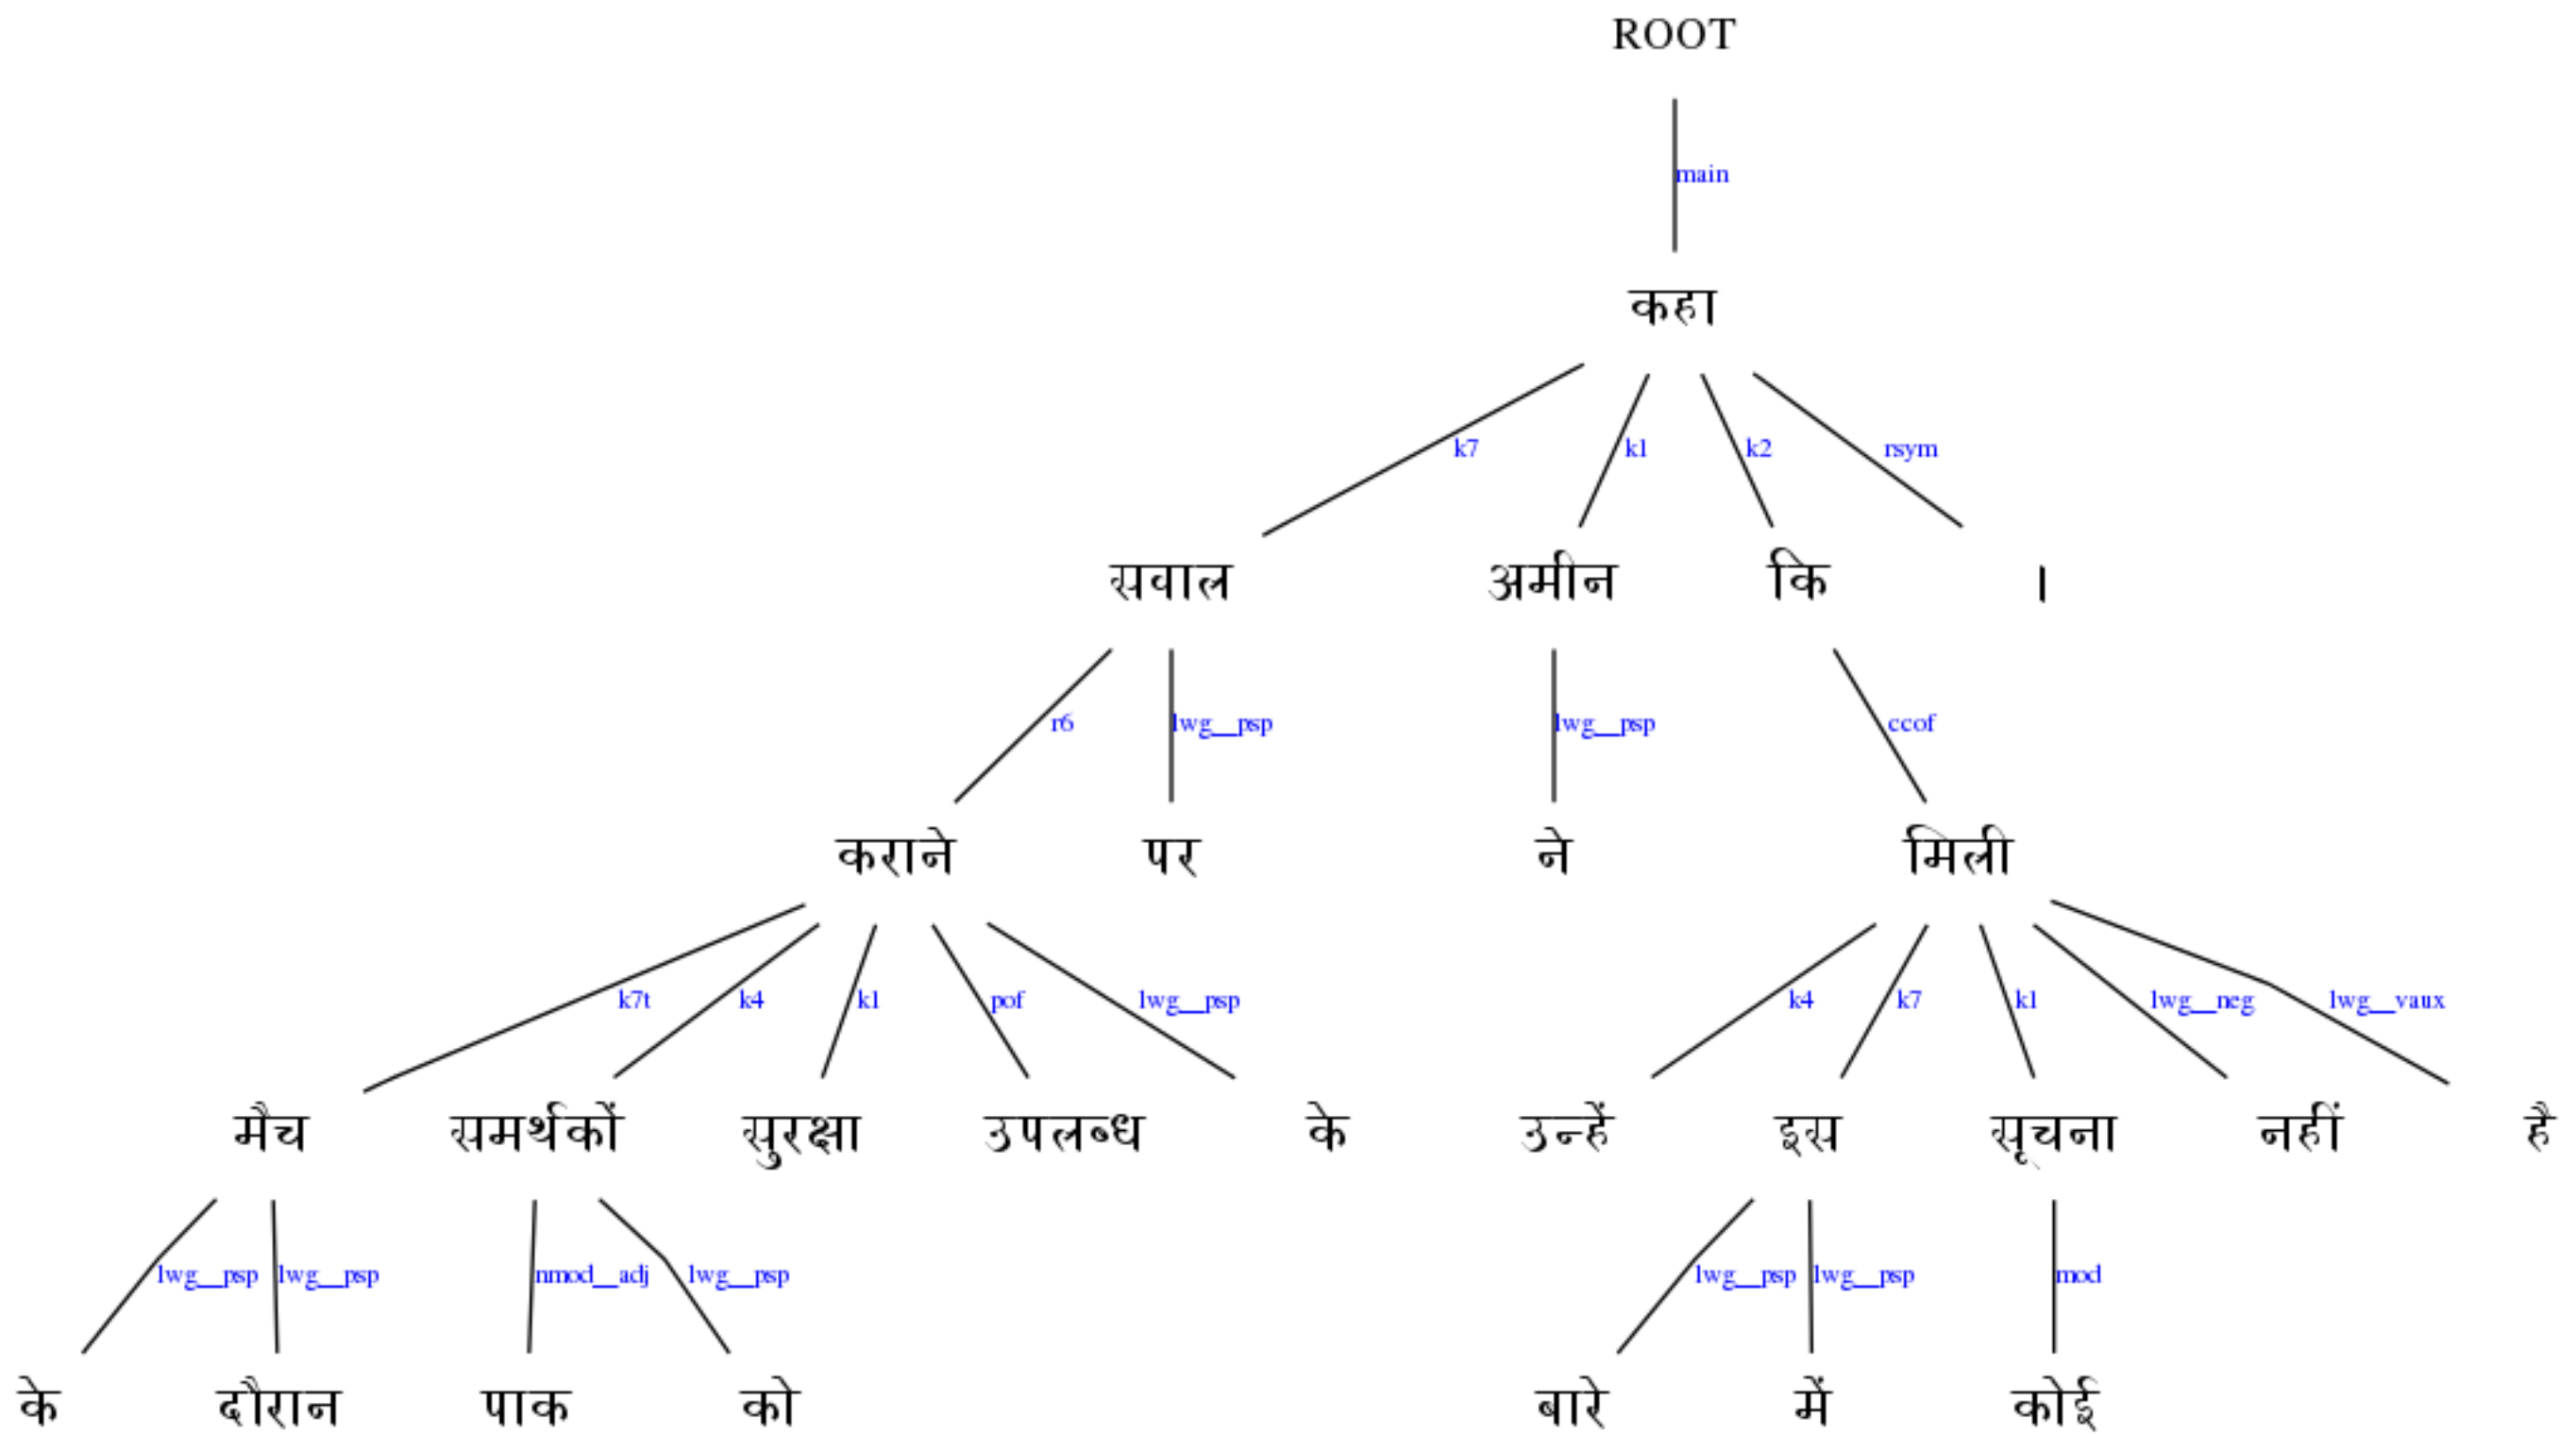 ROOT
main
कहा
k7 k1 k2 rsym
सवाल अमीन कि ।
r6 lwg__psp lwg__psp ccof
कराने पर ने मिली
k7t k4 k1 pof lwg__psp k4 k7 k1 lwg__neg lwg__vaux
मैच समर्थकों सुरक्षा उपलब्ध के उन्हें इस सूचना नहीं है
lwg__psp lwg__psp nmod__adj lwg__psp lwg__psp lwg__psp mod
के दौरान पाक को बारे में कोई